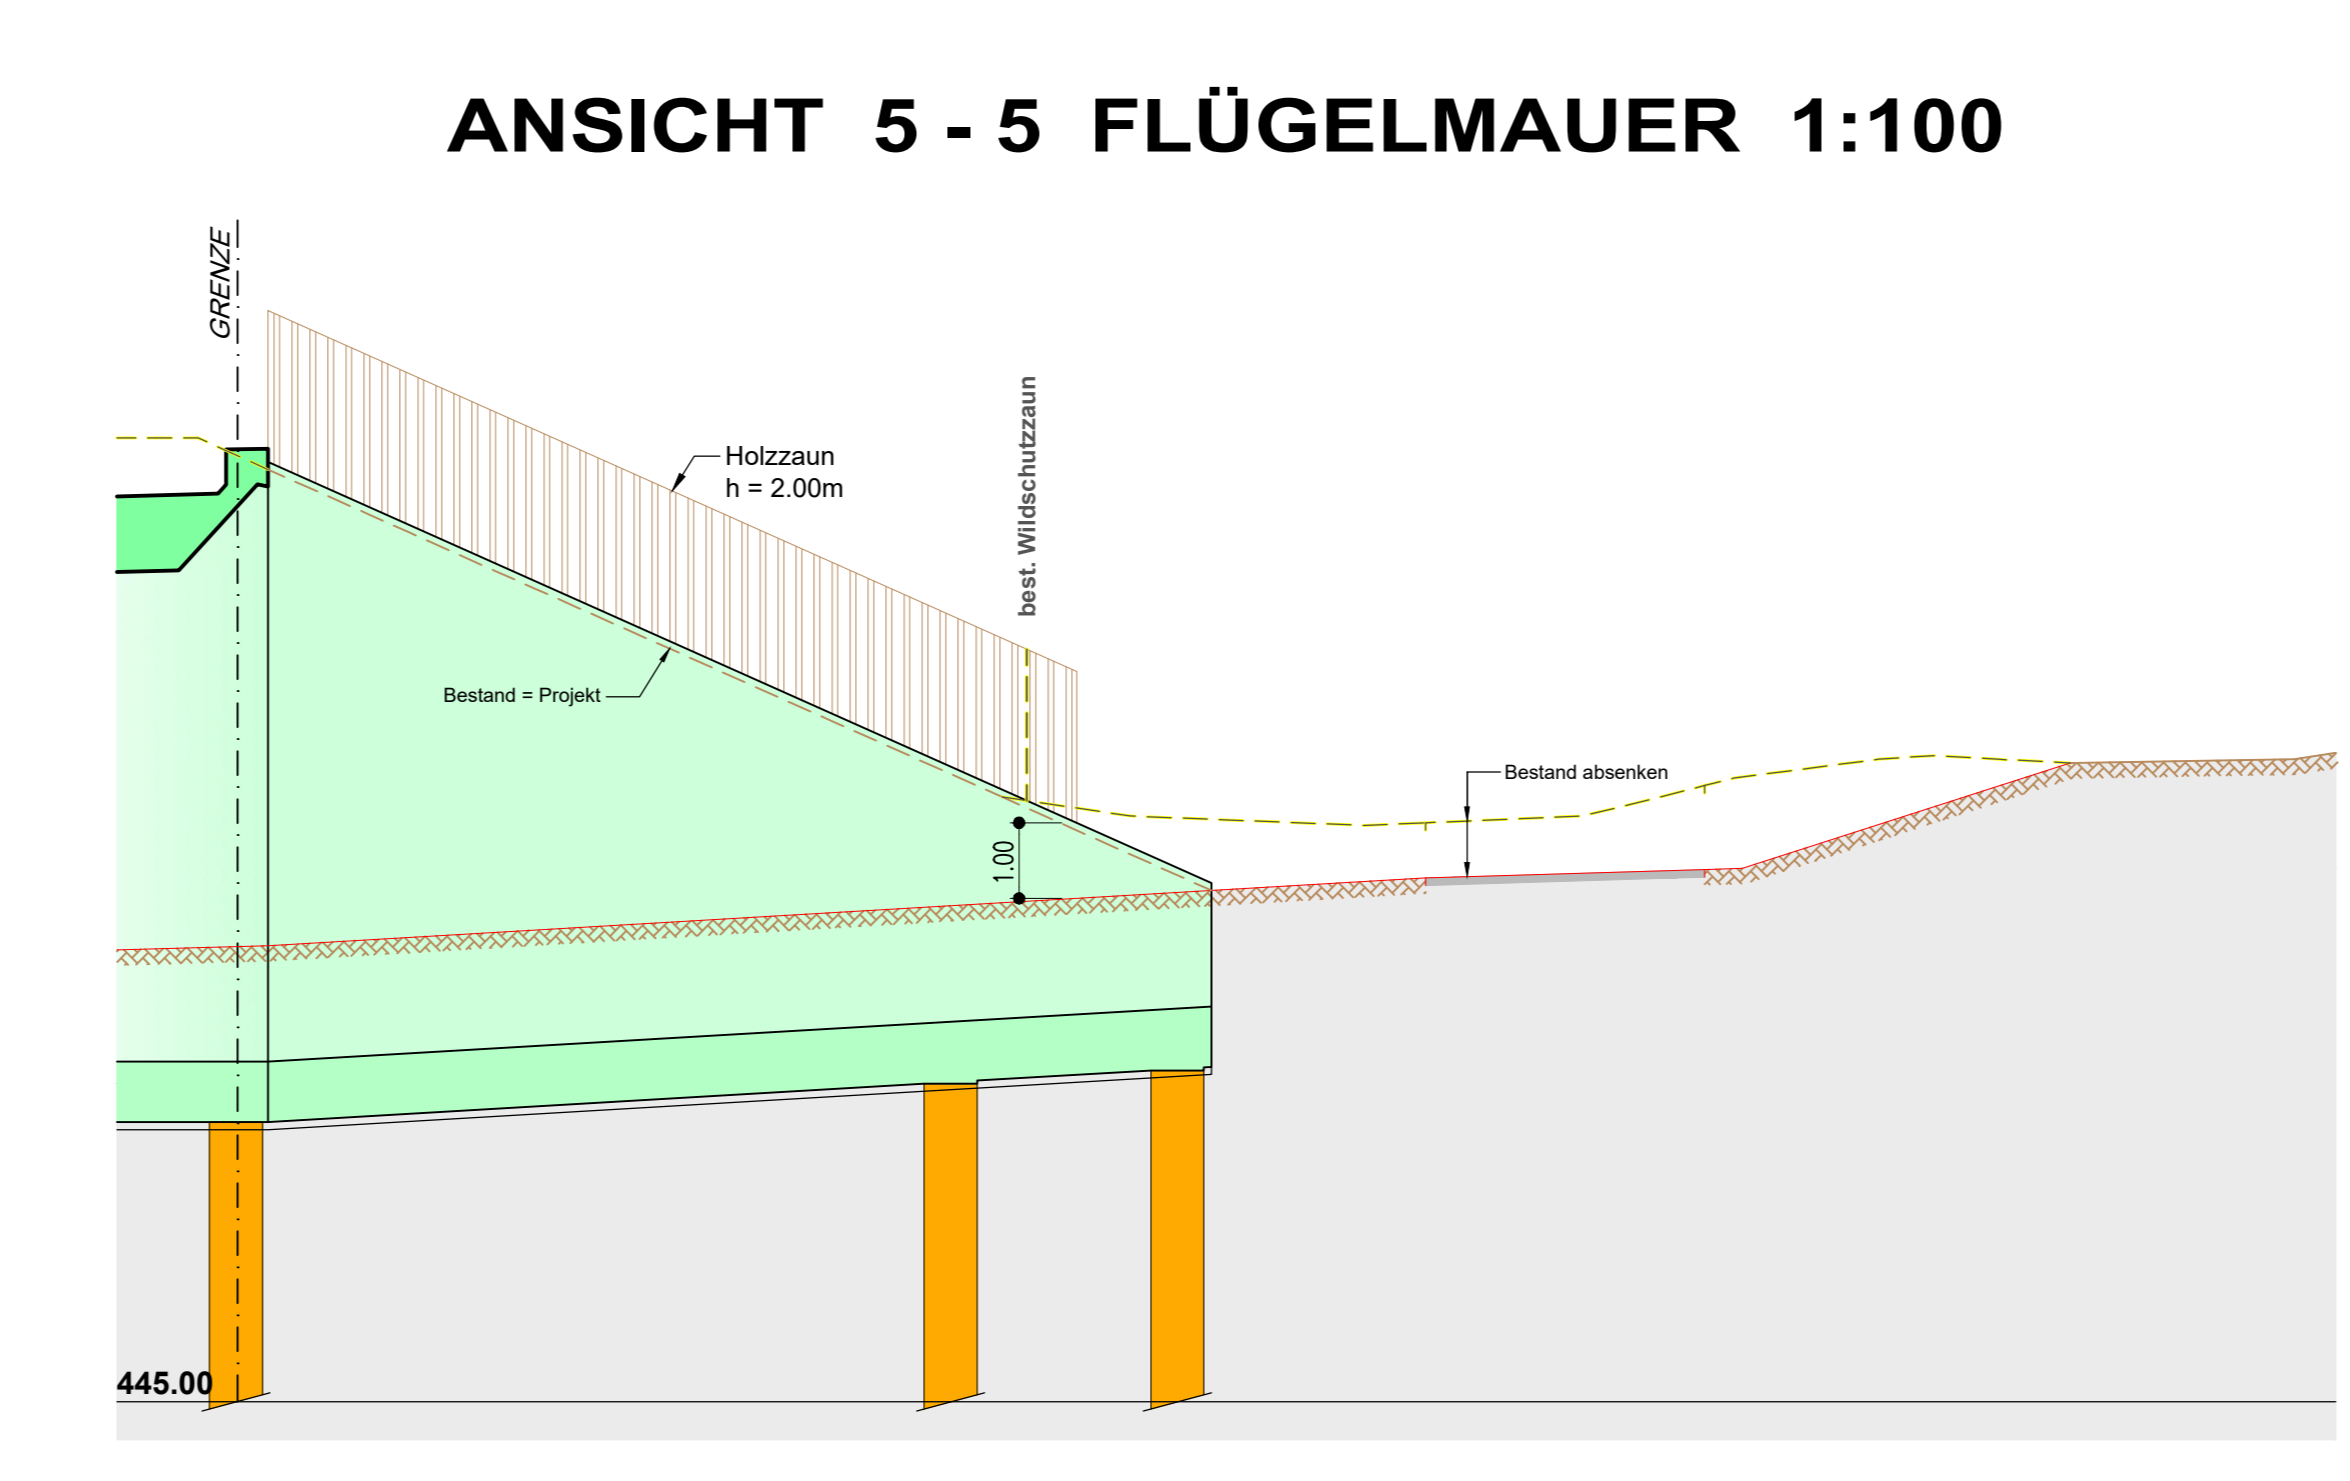 ANSICHT 5 - 5 FLÜGELMAUER 1:100
GRENZE
Holzzaun
h = 2.00m
best. Wildschutzzaun
Bestand = Projekt
Bestand absenken
1.00
445.00